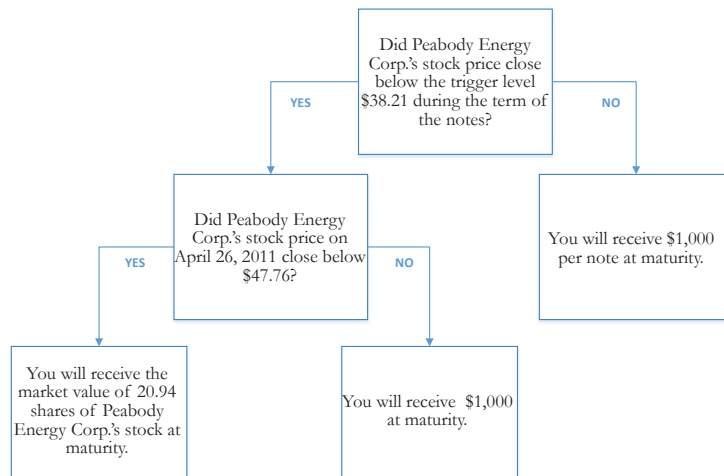 Did Peabody Energy
Corp.'s stock price close
below the trigger level
$38.21 during the term of
the notes?
YES
NO
Did Peabody Energy
Corp.'s stock price on
April 26, 2011 close below
$47.76?
You will receive $1,000
per note at maturity.
YES
NO
You will receive the
market value of 20.94
shares of Peabody
Energy Corp.'s stock at
maturity.
You will receive $1,000
at maturity.